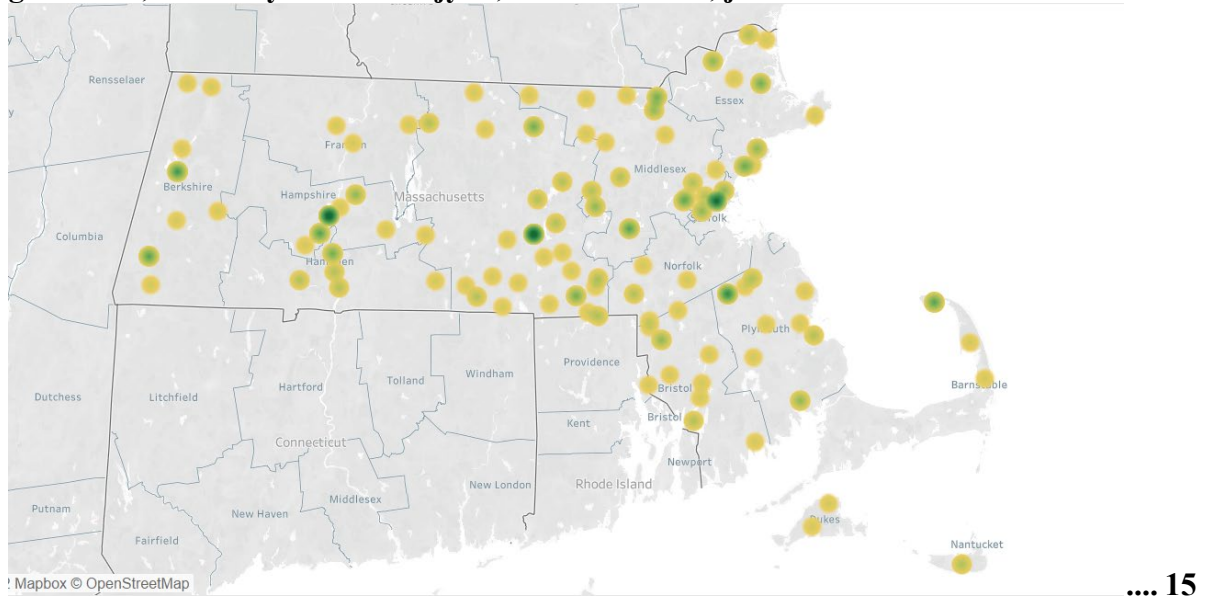 Rensselaer
Essex
Franklin
Middlesex
Berkshire
Hampshire
Massachusetts
Columbia
Hampden
Norfolk
Plymouth
Providence
Windham
Tolland
Hartford
Dutchess
Litchfield
Bristol
Barnstable
Bristol
Kent
Connecticut
Newport
New London
Rhode Island
Middlesex
Putnam
New Haven
Dukes
Fairfield
Nantucket
Mapbox © OpenStreetMap
.... 15